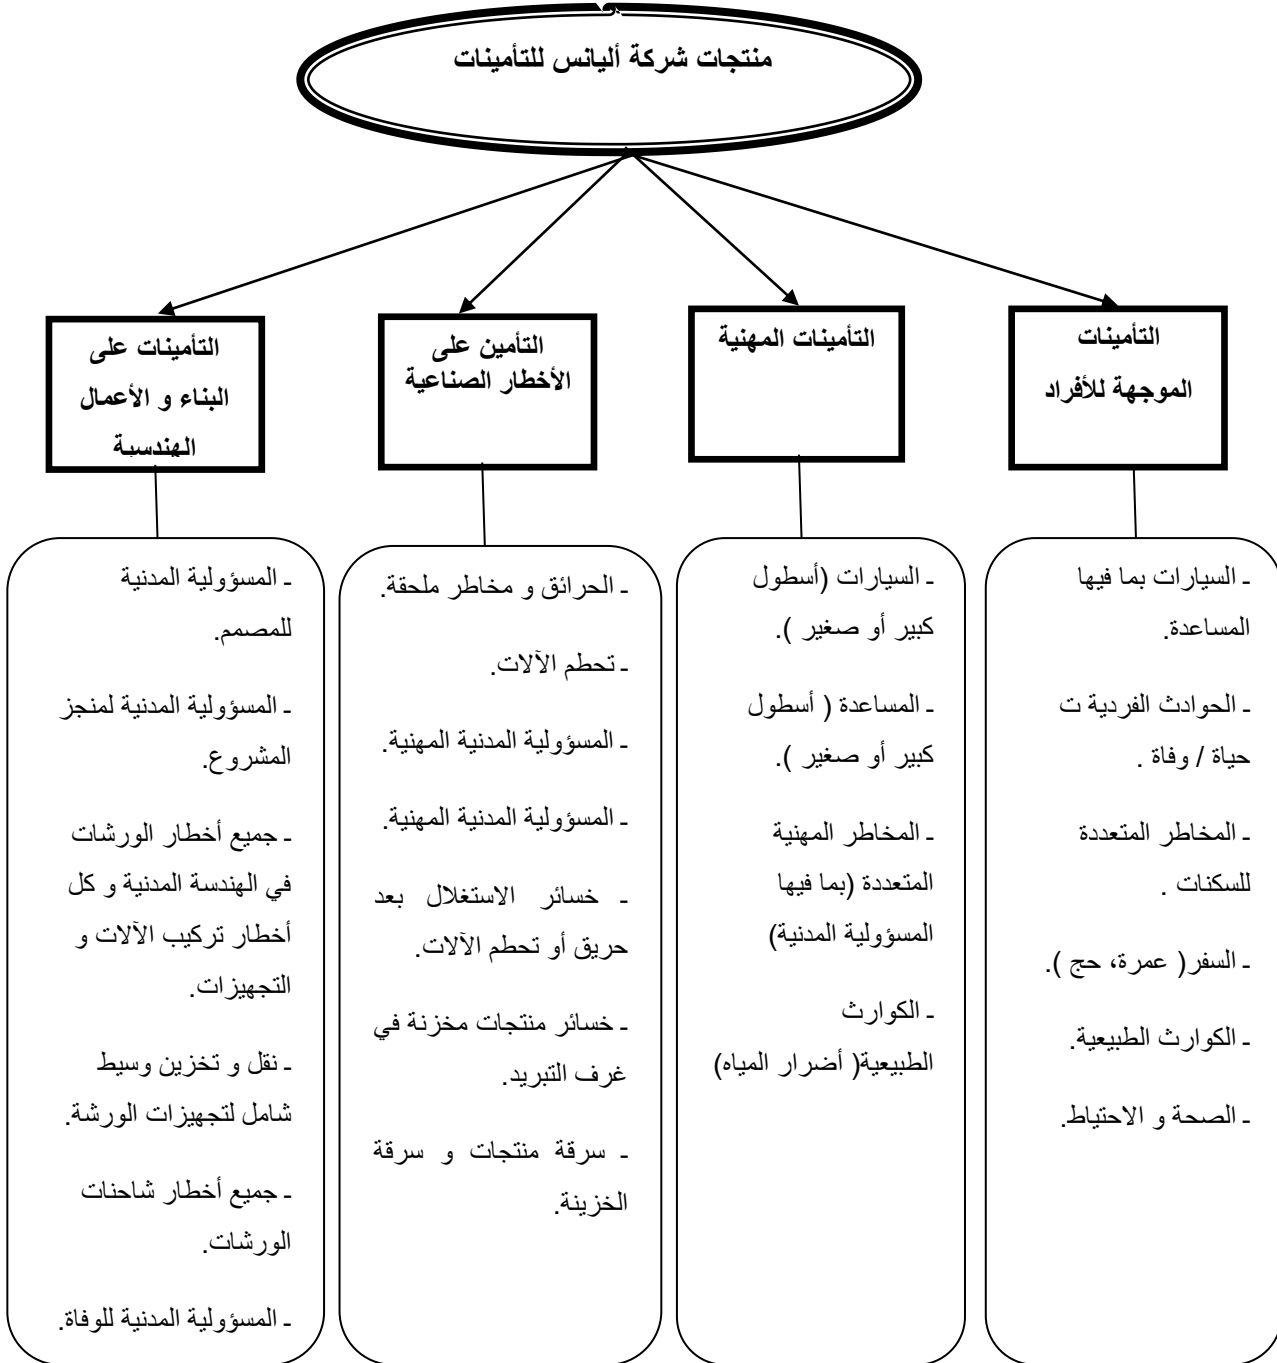 منتجات شركة أليانس للتأمينات
التأمينات
الموجهة للأفراد
التأمينات المهنية
التأمين على
الأخطار الصناعية
التأمينات على
البناء و الأعمال
الهندسية
ـ السيارات بما فيها
المساعدة.
ـ الحوادث الفردية ت
حياة / وفاة .
ـ المخاطر المتعددة
للسكنات .
ـ السفر( عمرة، حج ).
ـ الكوارث الطبيعية.
ـ الصحة و الاحتياط.
ـ السيارات (أسطول
كبير أو صغير ).
ـ المساعدة ( أسطول
كبير أو صغير ).
ـ المخاطر المهنية
المتعددة (بما فيها
المسؤولية المدنية)
ـ الكوارث
الطبيعية( أضرار المياه)
ـ الحرائق و مخاطر ملحقة.
ـ تحطم الآلات.
ـ المسؤولية المدنية المهنية.
ـ المسؤولية المدنية المهنية.
ـ خسائر الاستغلال بعد
حريق أو تحطم الآلات.
ـ خسائر منتجات مخزنة في
غرف التبريد.
ـ سرقة منتجات و سرقة
الخزينة.
ـ المسؤولية المدنية
للمصمم.
ـ المسؤولية المدنية لمنجز
المشروع.
ـ جميع أخطار الورشات
في الهندسة المدنية و كل
أخطار تركيب الآلات و
التجهيزات.
ـ نقل و تخزين وسيط
شامل لتجهيزات الورشة.
ـ جميع أخطار شاحنات
الورشات.
ـ المسؤولية المدنية للوفاة.